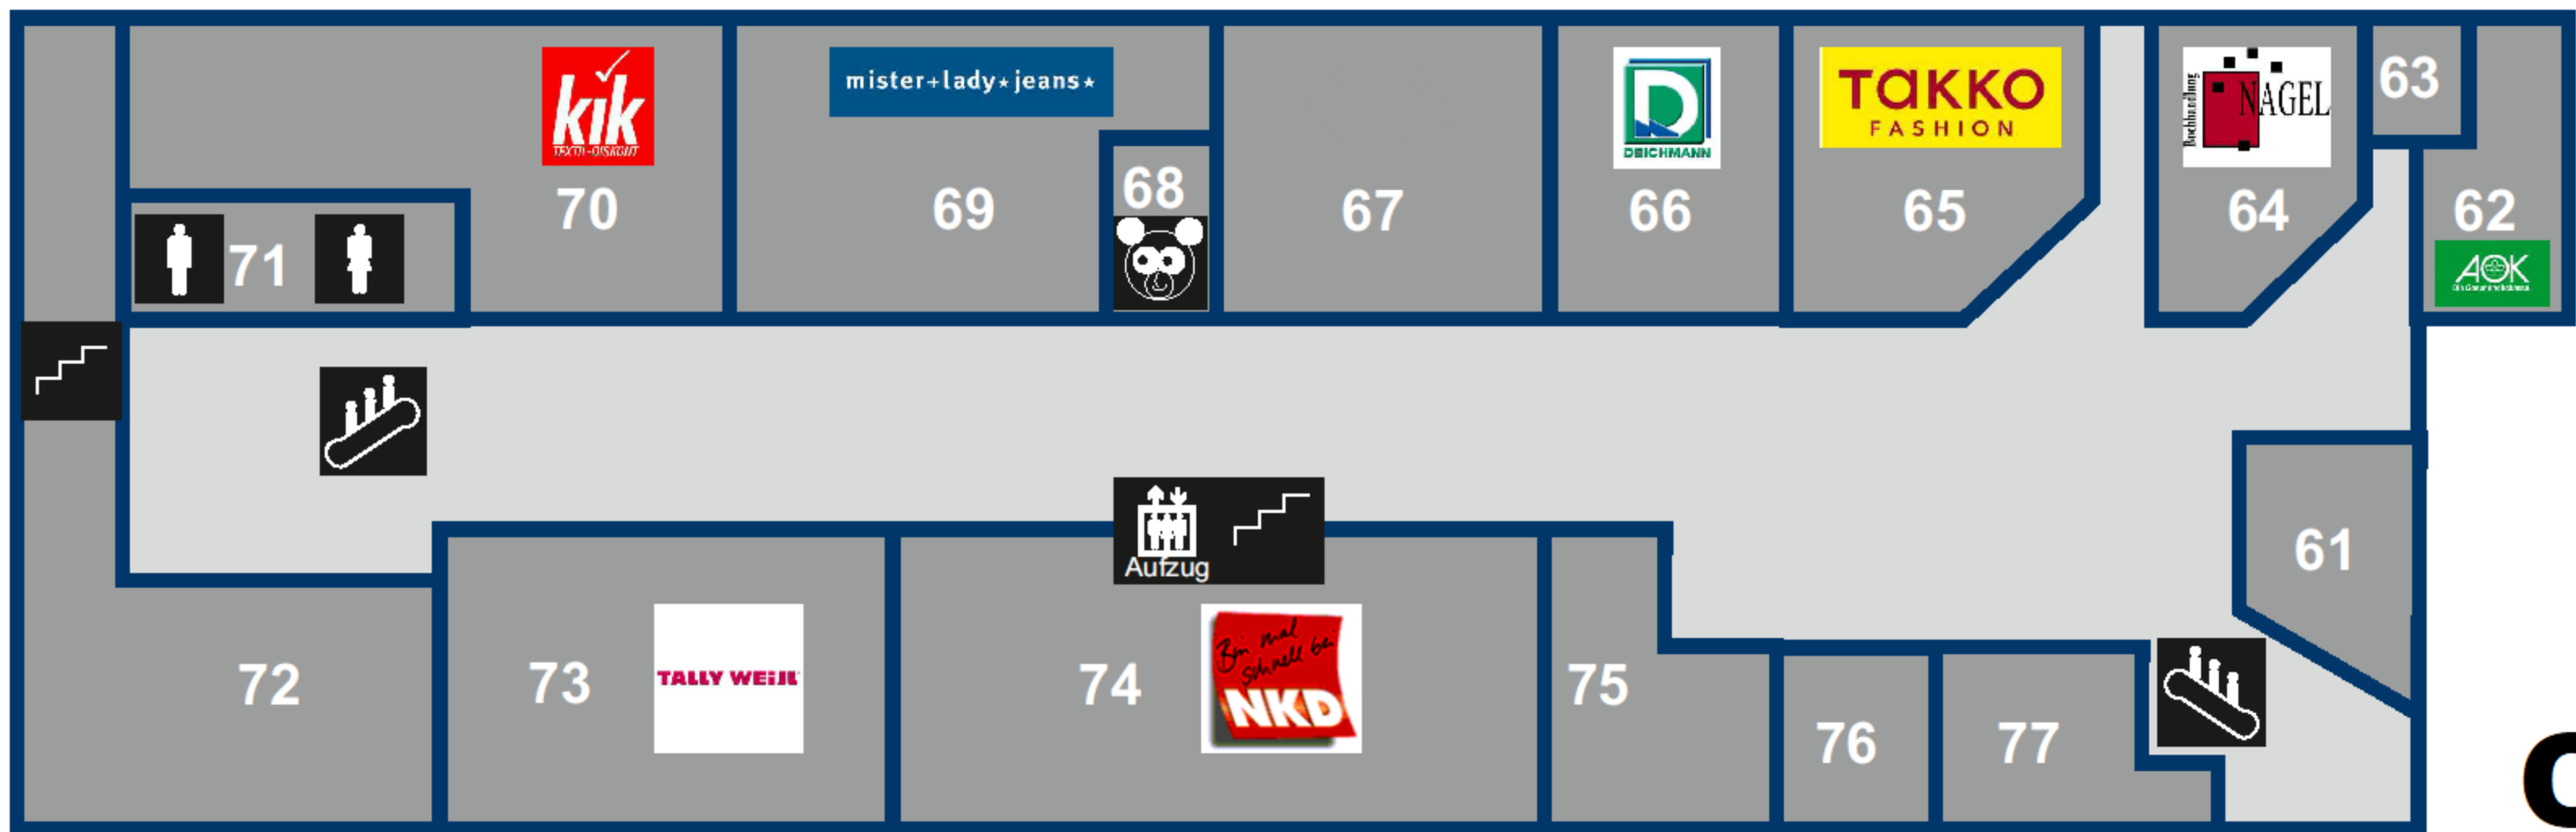 kik
TEXTIL-DISKONT
70
mister+lady★jeans★
69
68
67
DEICHMANN
66
TAKKO
FASHION
65
Buchhandlung
NAGEL
64
63
62
AOK
71
61
Aufzug
72
73
TALLY WEiJL
74
Bin mal
schnell bei
NKD
75
76
77